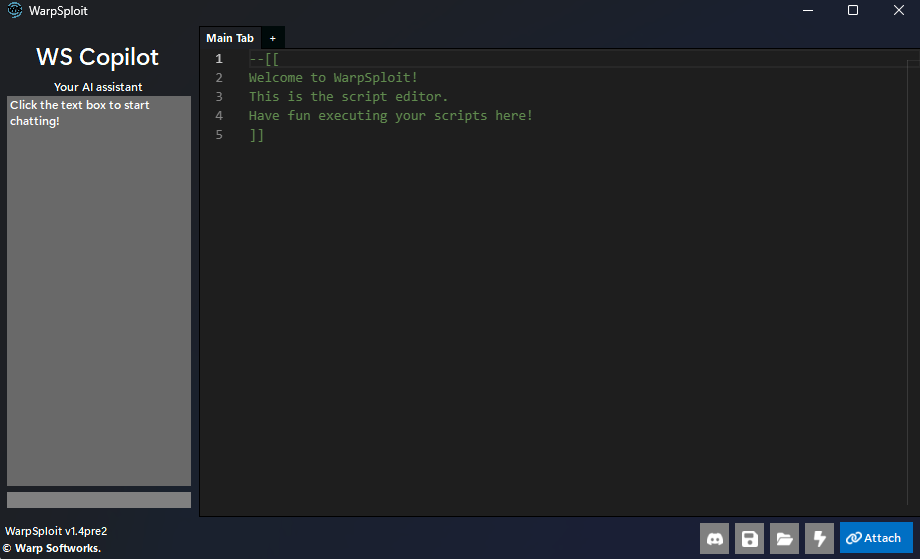 WarpSploit
WS Copilot
Your AI assistant
Click the text box to start
chatting!
Main Tab +
1 --[[
2 Welcome to WarpSploit!
3 This is the script editor.
4 Have fun executing your scripts here!
5 ]]
WarpSploit v1.4pre2
© Warp Softworks.
Attach